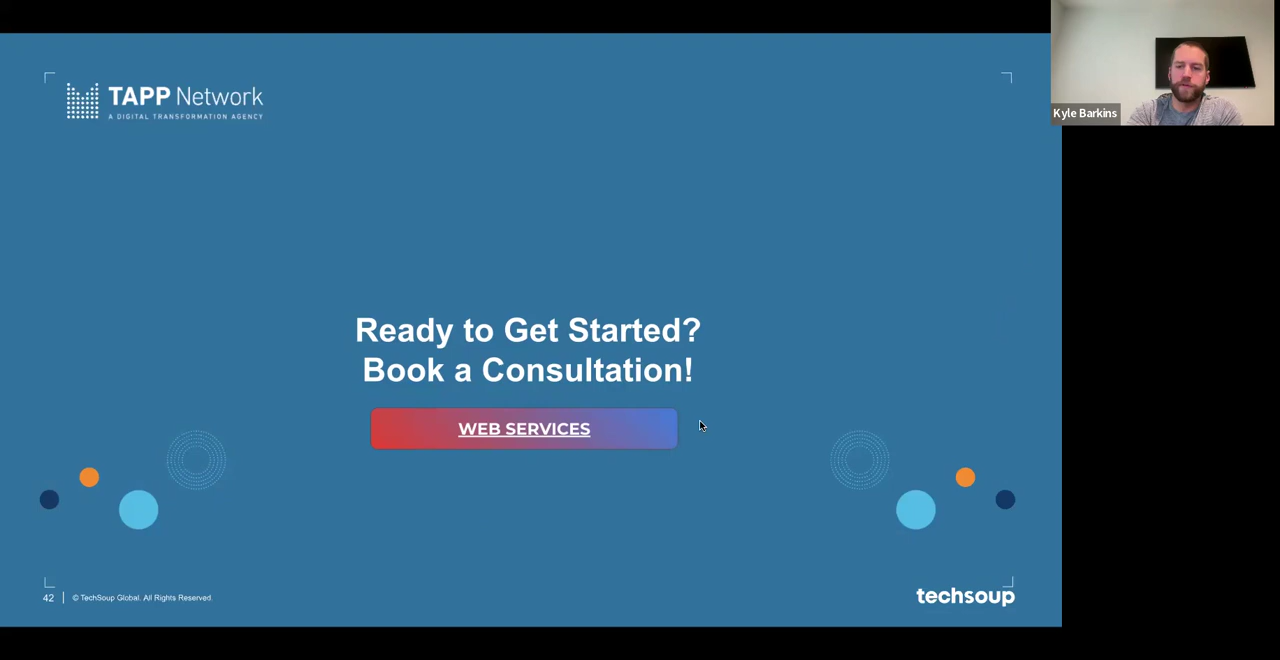 TAPP Network
A DIGITAL TRANSFORMATION AGENCY
Kyle Barkins
Ready to Get Started?
Book a Consultation!
WEB SERVICES
42 | © TechSoup Global. All Rights Reserved.
techsoup